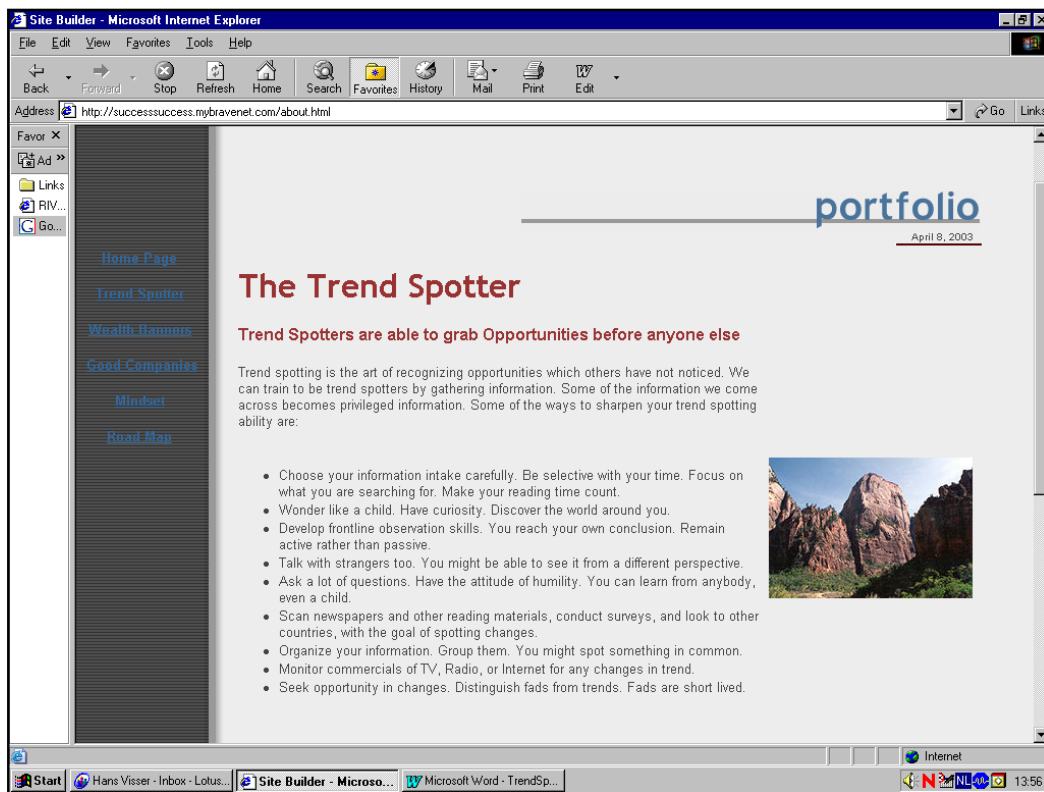 Site Builder - Microsoft Internet Explorer
File Edit View Favorites Tools Help
Back Forward Stop Refresh Home Search Favorites History Mail Print Edit
Address http://successsuccess.mybravenet.com/about.html Go Links
Favor
Ad »
Links
RIV...
Go...
portfolio
April 8, 2003
Home Page
Trend Spotter
Wealth Banners
Good Companies
Mindset
Road Map
The Trend Spotter
Trend Spotters are able to grab Opportunities before anyone else
Trend spotting is the art of recognizing opportunities which others have not noticed. We
can train to be trend spotters by gathering information. Some of the information we come
across becomes privileged information. Some of the ways to sharpen your trend spotting
ability are:
• Choose your information intake carefully. Be selective with your time. Focus on
what you are searching for. Make your reading time count.
• Wonder like a child. Have curiosity. Discover the world around you.
• Develop frontline observation skills. You reach your own conclusion. Remain
active rather than passive.
• Talk with strangers too. You might be able to see it from a different perspective.
• Ask a lot of questions. Have the attitude of humility. You can learn from anybody,
even a child.
• Scan newspapers and other reading materials, conduct surveys, and look to other
countries, with the goal of spotting changes.
• Organize your information. Group them. You might spot something in common.
• Monitor commercials of TV, Radio, or Internet for any changes in trend.
• Seek opportunity in changes. Distinguish fads from trends. Fads are short lived.
Internet
Start Hans Visser - Inbox - Lotus... Site Builder - Microso... Microsoft Word - TrendSp... N NL 13:56